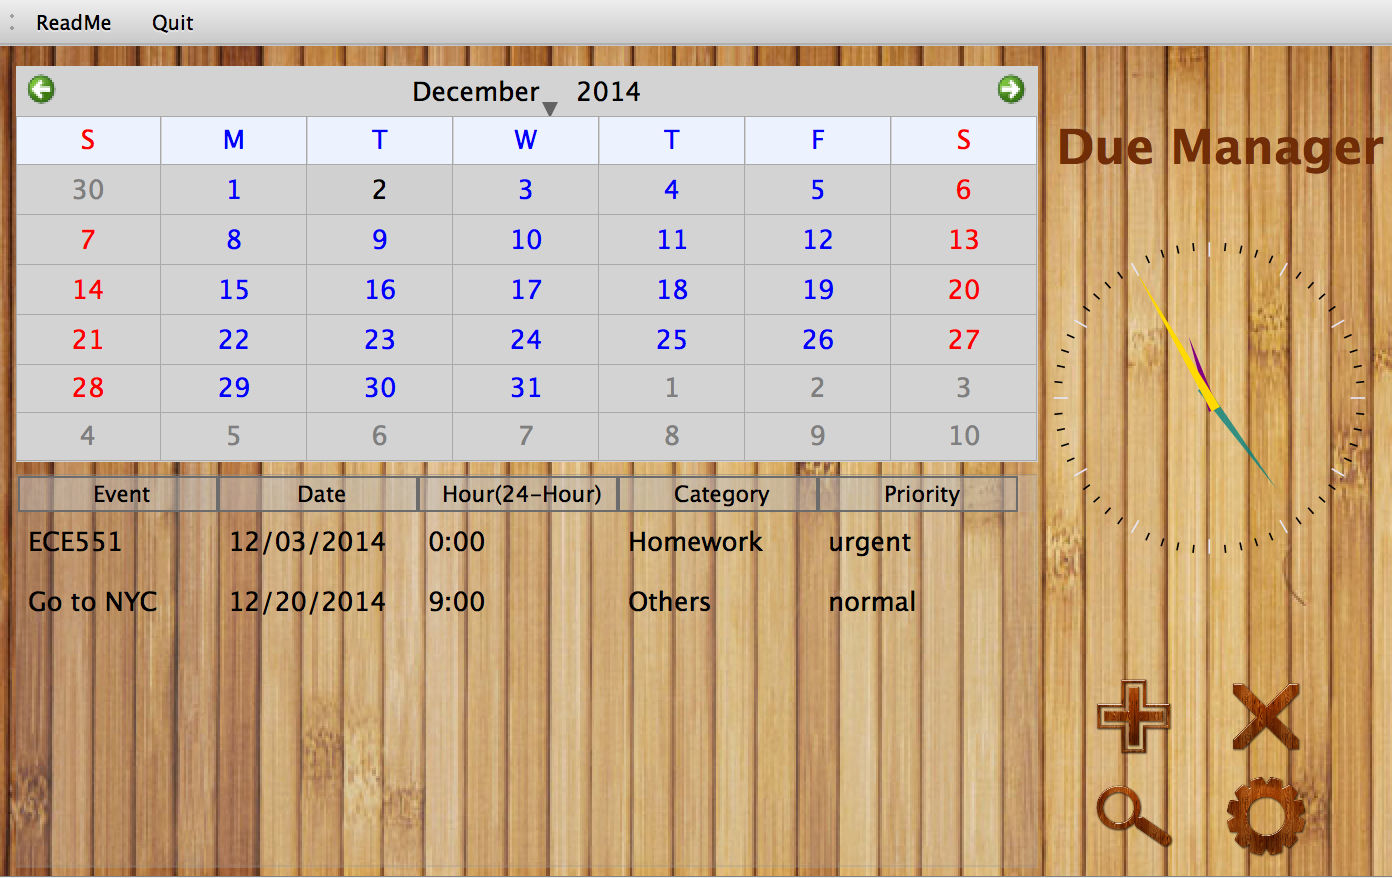 ReadMe Quit
December 2014
Due Manager
S M T W T F S
30 1 2 3 4 5 6
7 8 9 10 11 12 13
14 15 16 17 18 19 20
21 22 23 24 25 26 27
28 29 30 31 1 2 3
4 5 6 7 8 9 10
Event Date Hour(24-Hour) Category Priority
ECE551 12/03/2014 0:00 Homework urgent
Go to NYC 12/20/2014 9:00 Others normal